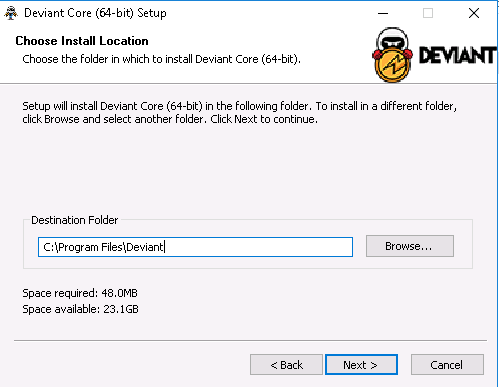 Deviant Core (64-bit) Setup
Choose Install Location
Choose the folder in which to install Deviant Core (64-bit).
DEVIANT
Setup will install Deviant Core (64-bit) in the following folder. To install in a different folder,
click Browse and select another folder. Click Next to continue.
Destination Folder
C:\Program Files\Deviant
Browse...
Space required: 48.0MB
Space available: 23.1GB
< Back
Next >
Cancel